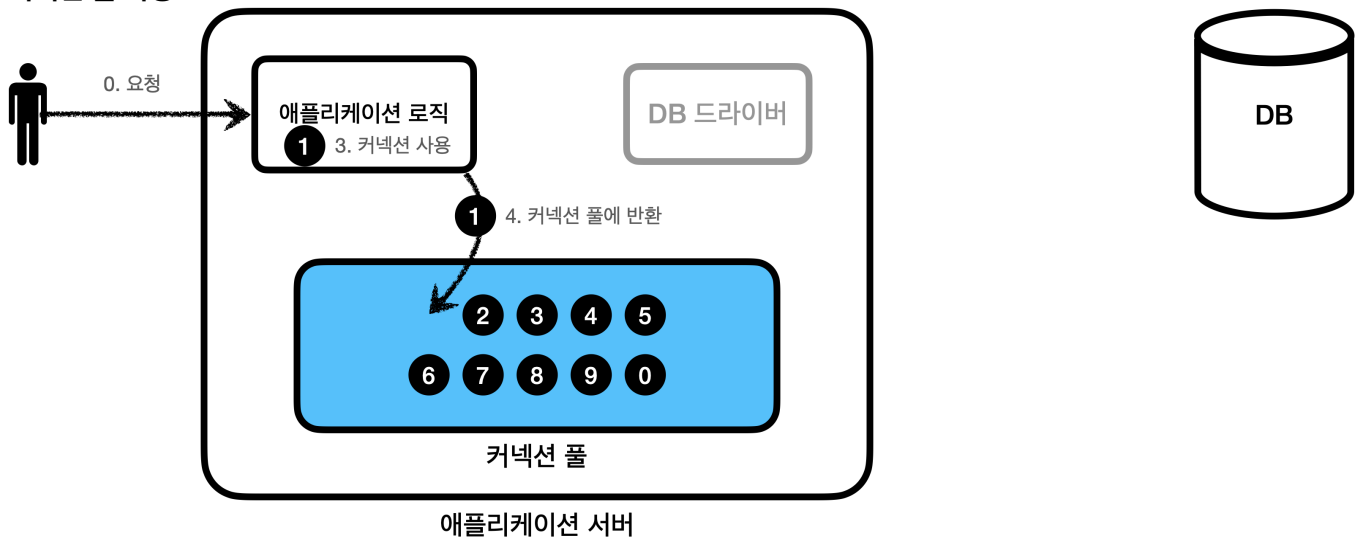 0. 요청
애플리케이션 로직
1
3. 커넥션 사용
DB 드라이버
DB
1
4. 커넥션 풀에 반환
2 3 4 5
6 7 8 9 0
커넥션 풀
애플리케이션 서버